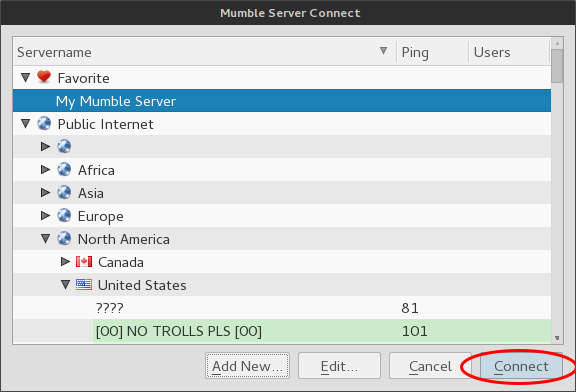 Mumble Server Connect
Servername Ping Users
Favorite
My Mumble Server
Public Internet
Africa
Asia
Europe
North America
Canada
United States
???? 81
[00] NO TROLLS PLS [00] 101
Add New... Edit... Cancel Connect